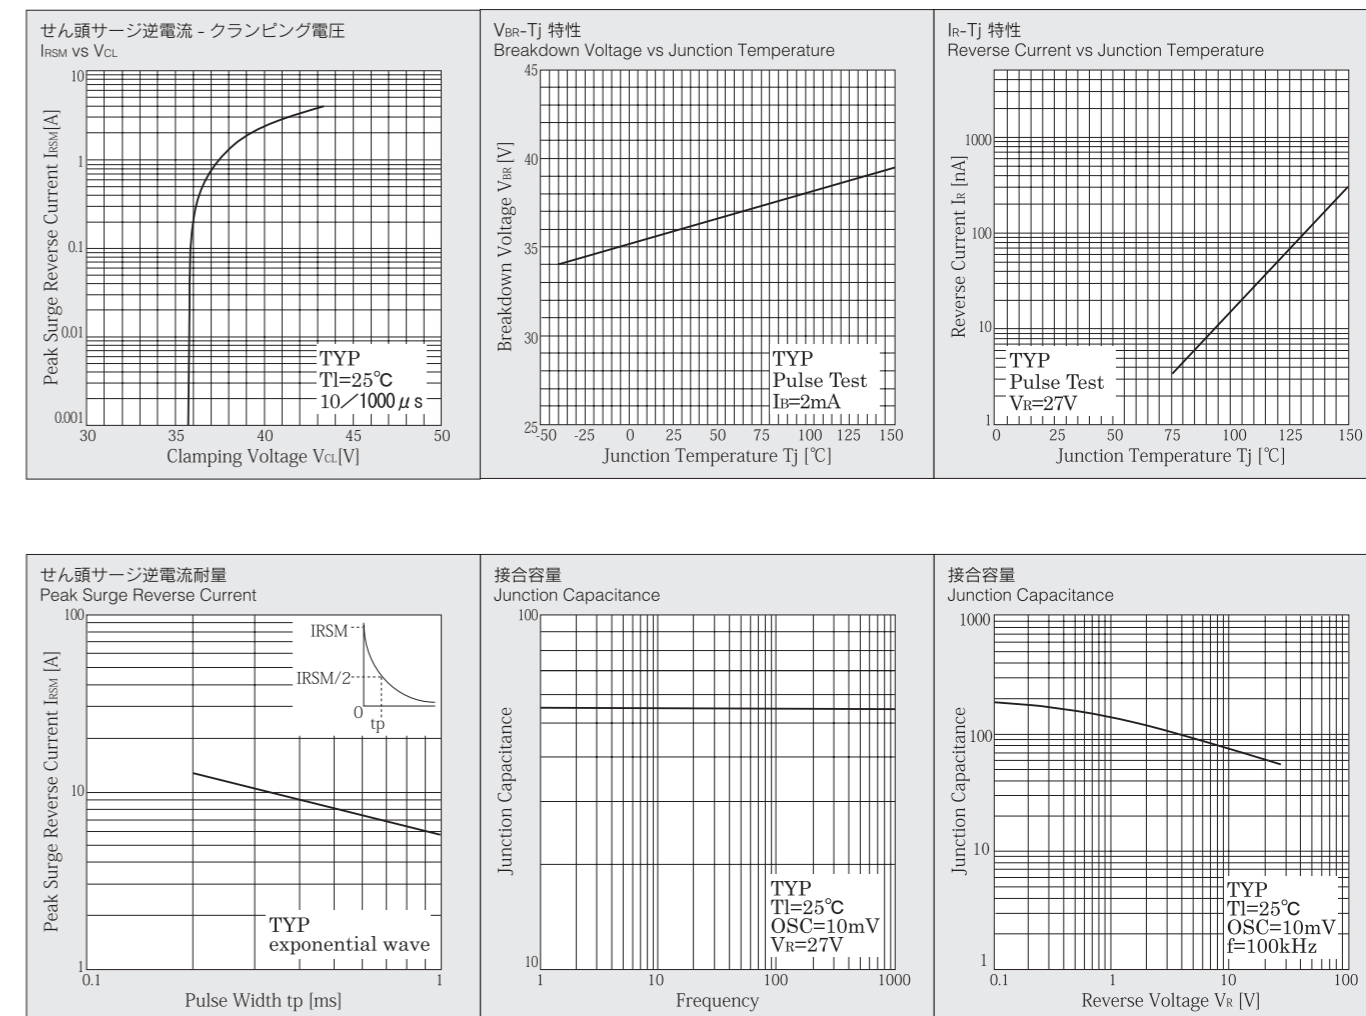 せん頭サージ逆電流 - クランピング電圧
IRSM vs VCL
10
1
0.1
0.01
0.001
Peak Surge Reverse Current IRSM[A]
TYP
Tl=25℃
10／1000μs
30 35 40 45 50
Clamping Voltage VCL[V]
VBR-Tj 特性
Breakdown Voltage vs Junction Temperature
45
40
35
30
25
Breakdown Voltage VBR [V]
TYP
Pulse Test
IB=2mA
-50 -25 0 25 50 75 100 125 150
Junction Temperature Tj [℃]
IR-Tj 特性
Reverse Current vs Junction Temperature
1000
100
10
1
Reverse Current IR [nA]
TYP
Pulse Test
VR=27V
0 25 50 75 100 125 150
Junction Temperature Tj [℃]
せん頭サージ逆電流耐量
Peak Surge Reverse Current
100
10
1
Peak Surge Reverse Current IRSM [A]
IRSM
IRSM/2
0
tp
TYP
exponential wave
0.1 1
Pulse Width tp [ms]
接合容量
Junction Capacitance
100
10
Junction Capacitance
TYP
Tl=25℃
OSC=10mV
VR=27V
1 10 100 1000
Frequency
接合容量
Junction Capacitance
1000
100
10
1
Junction Capacitance
TYP
Tl=25℃
OSC=10mV
f=100kHz
0.1 1 10 100
Reverse Voltage VR [V]